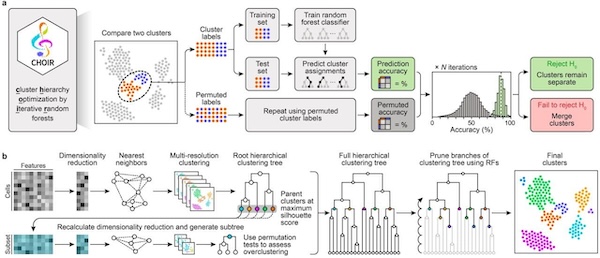 a
CHOIR
cluster hierarchy
optimization by
iterative random
forests
Compare two clusters
Cluster
labels
Permuted
labels
Training
set
Test
set
Train random
forest classifier
Predict cluster
assignments
Repeat using permuted
cluster labels
Prediction
accuracy
= %
Permuted
accuracy
= %
× N iterations
0 50 100
Accuracy (%)
Reject H0
Clusters remain
separate
Fail to reject H0
Merge
clusters
b
Features
Cells
Dimensionality
reduction
Nearest
neighbors
Multi-resolution
clustering
Root hierarchical
clustering tree
Parent
clusters at
maximum
silhouette
score
Recalculate dimensionality reduction and generate subtree
Subset
Use permutation
tests to assess
overclustering
Full hierarchical
clustering tree
Prune branches of
clustering tree using RFs
Final
clusters